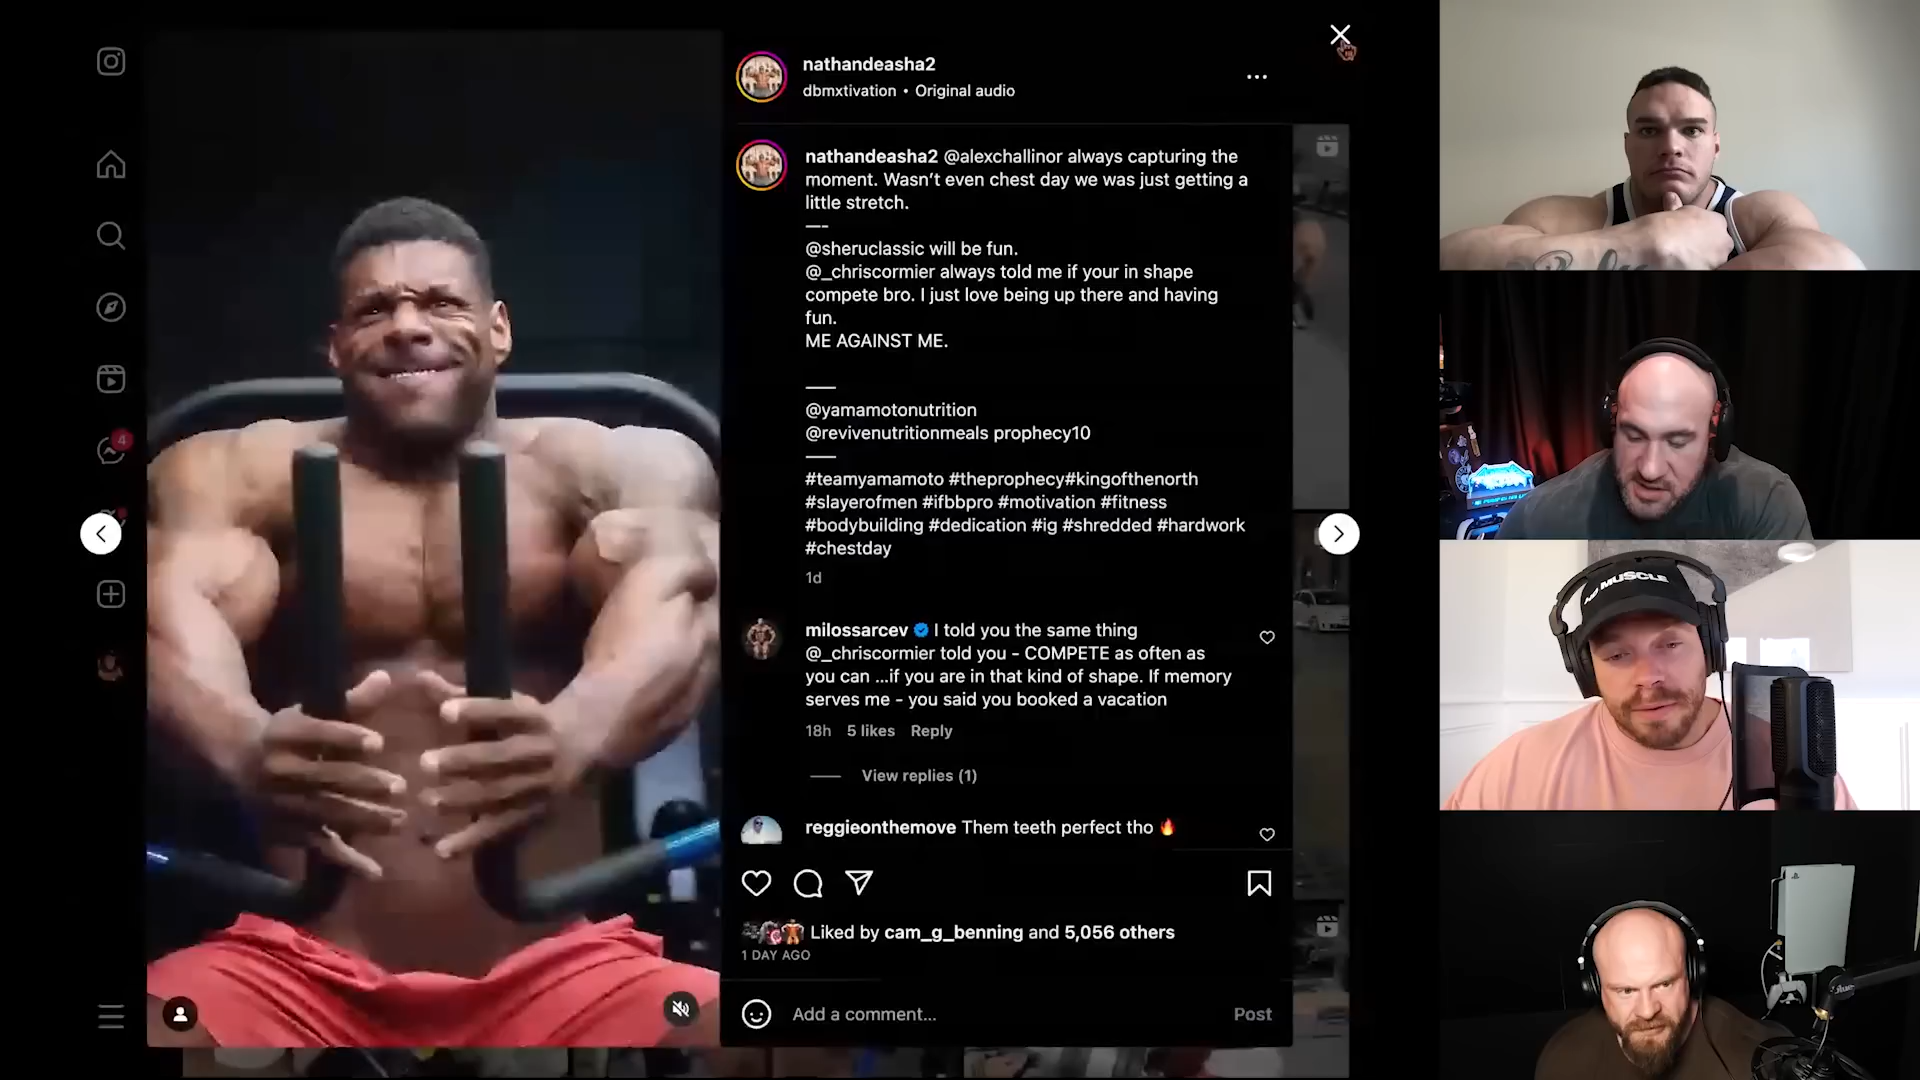 nathandeasha2
dbmxtivation • Original audio
nathandeasha2 @alexchallinor always capturing the
moment. Wasn’t even chest day we was just getting a
little stretch.
—-
@sheruclassic will be fun.
@_chriscormier always told me if your in shape
compete bro. I just love being up there and having
fun.
ME AGAINST ME.
——
@yamamotonutrition
@revivenutritionmeals prophecy10
——
#teamyamamoto #theprophecy#kingofthenorth
#slayerofmen #ifbbpro #motivation #fitness
#bodybuilding #dedication #ig #shredded #hardwork
#chestday
1d
milossarcev I told you the same thing
@_chriscormier told you - COMPETE as often as
you can ...if you are in that kind of shape. If memory
serves me - you said you booked a vacation
18h 5 likes Reply
View replies (1)
reggieonthemove Them teeth perfect tho 🔥
Liked by cam_g_benning and 5,056 others
1 DAY AGO
Add a comment... Post
4
MUSCLE